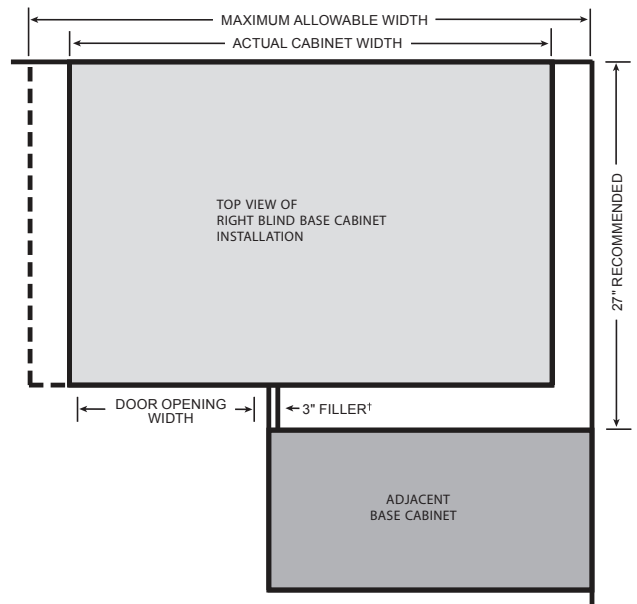 MAXIMUM ALLOWABLE WIDTH
ACTUAL CABINET WIDTH
TOP VIEW OF
RIGHT BLIND BASE CABINET
INSTALLATION
27" RECOMMENDED
DOOR OPENING
WIDTH
3" FILLER†
ADJACENT
BASE CABINET